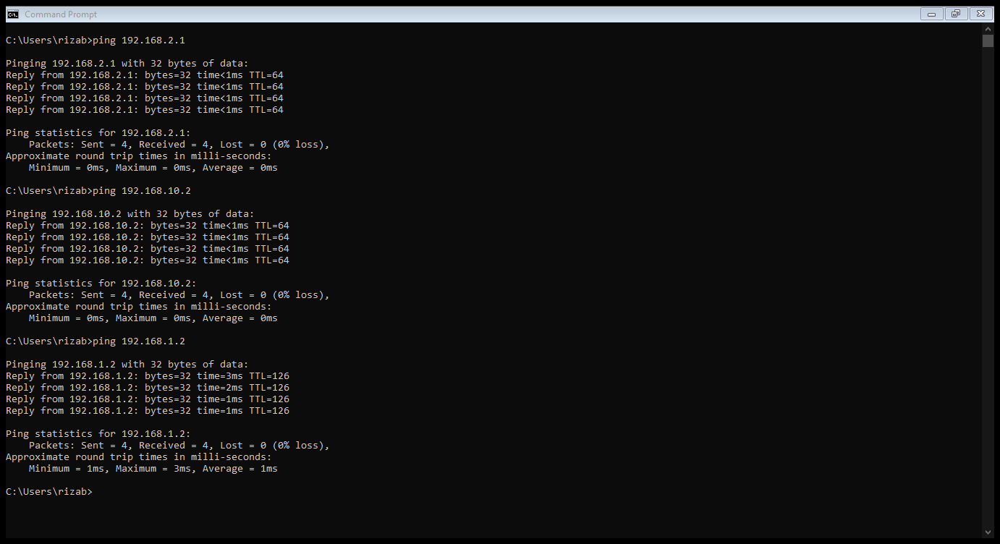 Command Prompt
C:\Users\rizab>ping 192.168.2.1
Pinging 192.168.2.1 with 32 bytes of data:
Reply from 192.168.2.1: bytes=32 time<1ms TTL=64
Reply from 192.168.2.1: bytes=32 time<1ms TTL=64
Reply from 192.168.2.1: bytes=32 time<1ms TTL=64
Reply from 192.168.2.1: bytes=32 time<1ms TTL=64
Ping statistics for 192.168.2.1:
    Packets: Sent = 4, Received = 4, Lost = 0 (0% loss),
Approximate round trip times in milli-seconds:
    Minimum = 0ms, Maximum = 0ms, Average = 0ms
C:\Users\rizab>ping 192.168.10.2
Pinging 192.168.10.2 with 32 bytes of data:
Reply from 192.168.10.2: bytes=32 time<1ms TTL=64
Reply from 192.168.10.2: bytes=32 time<1ms TTL=64
Reply from 192.168.10.2: bytes=32 time<1ms TTL=64
Reply from 192.168.10.2: bytes=32 time<1ms TTL=64
Ping statistics for 192.168.10.2:
    Packets: Sent = 4, Received = 4, Lost = 0 (0% loss),
Approximate round trip times in milli-seconds:
    Minimum = 0ms, Maximum = 0ms, Average = 0ms
C:\Users\rizab>ping 192.168.1.2
Pinging 192.168.1.2 with 32 bytes of data:
Reply from 192.168.1.2: bytes=32 time=3ms TTL=126
Reply from 192.168.1.2: bytes=32 time=2ms TTL=126
Reply from 192.168.1.2: bytes=32 time=1ms TTL=126
Reply from 192.168.1.2: bytes=32 time=1ms TTL=126
Ping statistics for 192.168.1.2:
    Packets: Sent = 4, Received = 4, Lost = 0 (0% loss),
Approximate round trip times in milli-seconds:
    Minimum = 1ms, Maximum = 3ms, Average = 1ms
C:\Users\rizab>